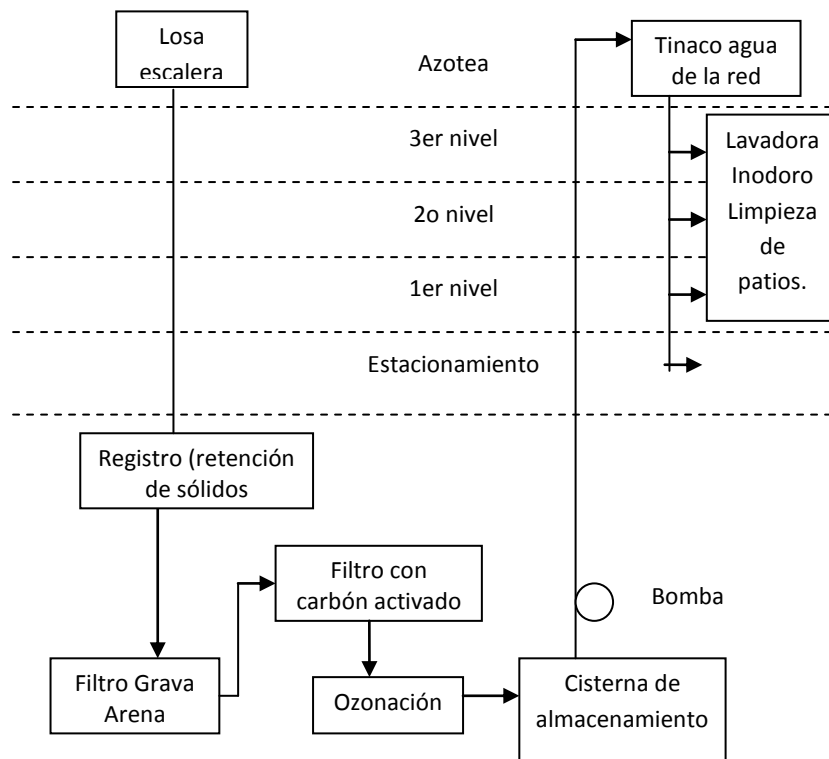 Losa
escalera
Azotea
Tinaco agua
de la red
3er nivel
2o nivel
1er nivel
Lavadora
Inodoro
Limpieza
de
patios.
Estacionamiento
Registro (retención
de sólidos
Filtro con
carbón activado
Bomba
Filtro Grava
Arena
Ozonación
Cisterna de
almacenamiento